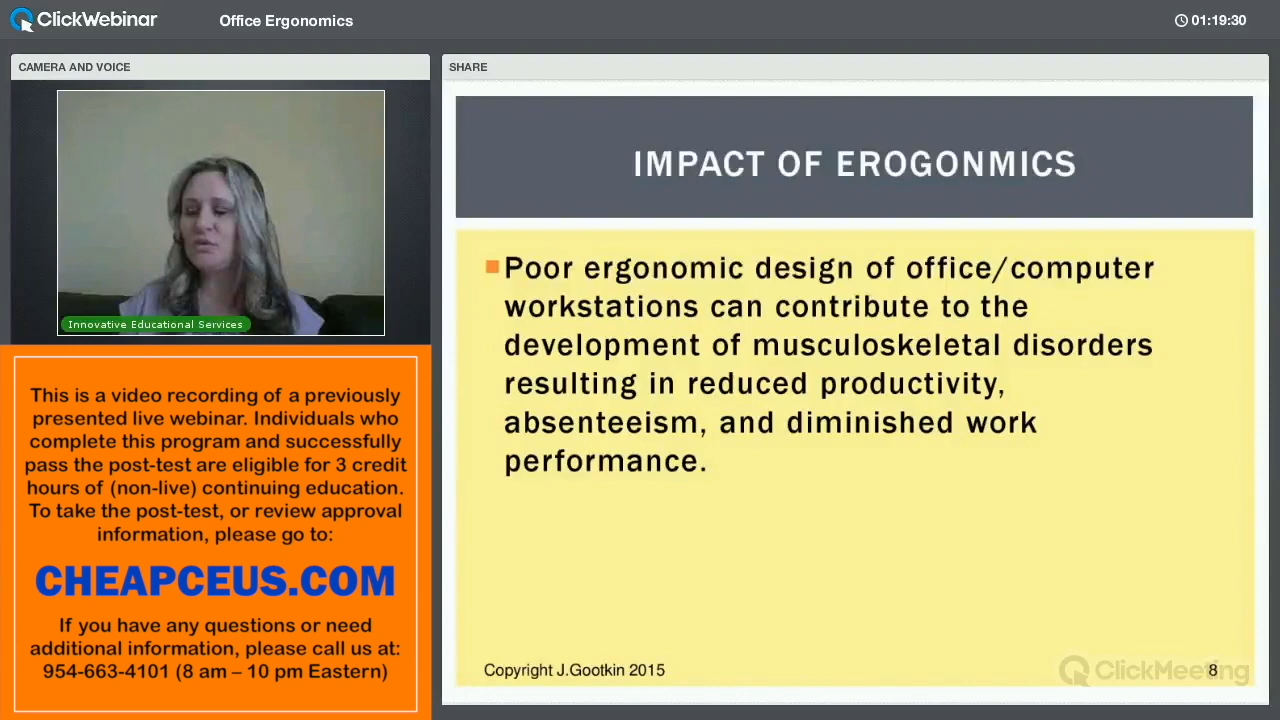 ClickWebinar
Office Ergonomics
01:19:30
CAMERA AND VOICE
Innovative Educational Services
This is a video recording of a previously
presented live webinar. Individuals who
complete this program and successfully
pass the post-test are eligible for 3 credit
hours of (non-live) continuing education.
To take the post-test, or review approval
information, please go to:
CHEAPCEUS.COM
If you have any questions or need
additional information, please call us at:
954-663-4101 (8 am – 10 pm Eastern)
SHARE
IMPACT OF EROGONMICS
Poor ergonomic design of office/computer
workstations can contribute to the
development of musculoskeletal disorders
resulting in reduced productivity,
absenteeism, and diminished work
performance.
Copyright J.Gootkin 2015
ClickMeeting
8